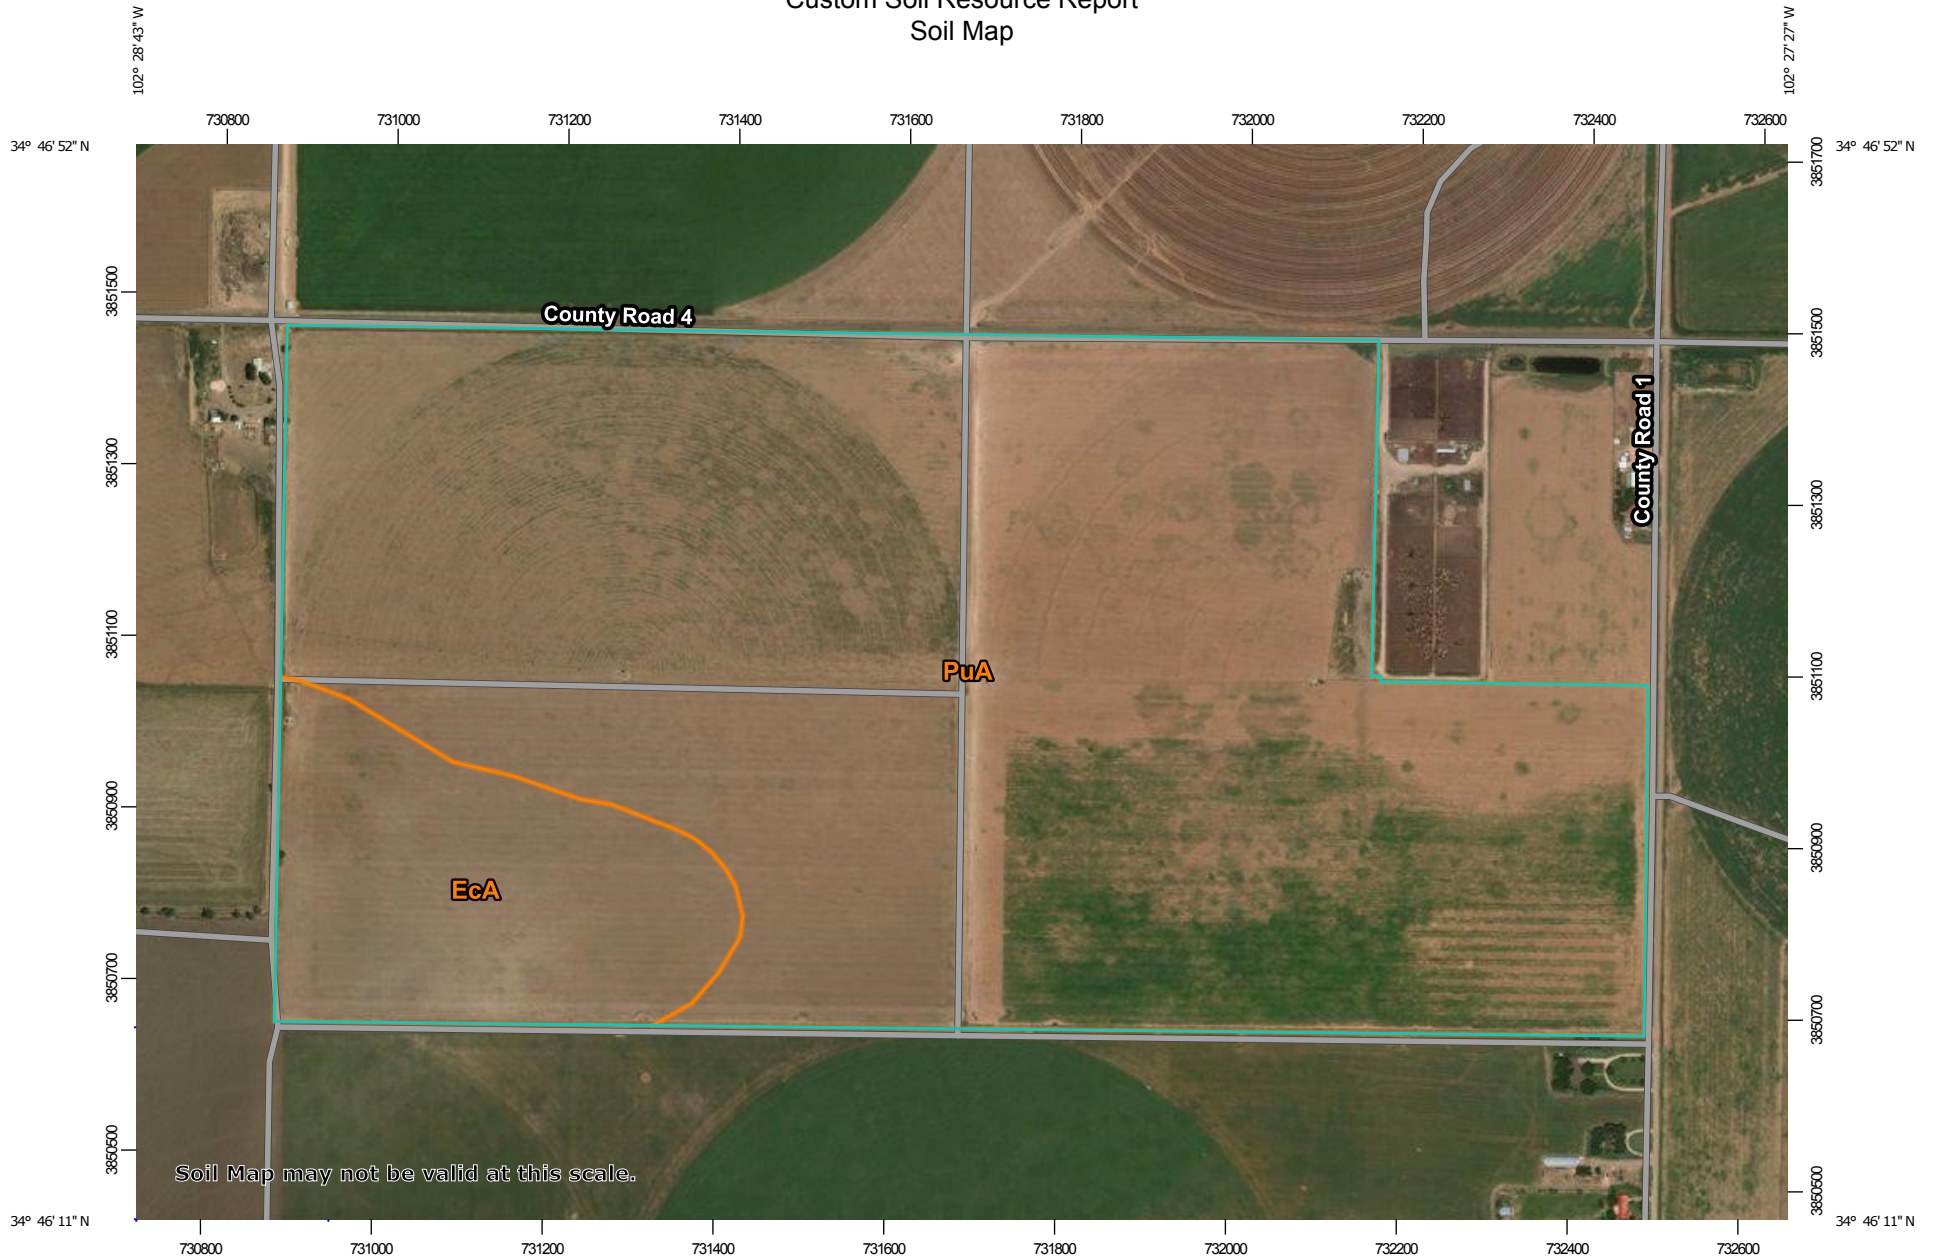 Custom Soil Resource Report
Soil Map
102° 28' 43" W
102° 27' 27" W
730800 731000 731200 731400 731600 731800 732000 732200 732400 732600
34° 46' 52" N
34° 46' 52" N
3851700
3851500
3851500
County Road 4
County Road 1
3851300
3851300
3851100
3851100
PuA
3850900
3850900
EcA
3850700
3850700
3850500
3850500
Soil Map may not be valid at this scale.
34° 46' 11" N
34° 46' 11" N
730800 731000 731200 731400 731600 731800 732000 732200 732400 732600